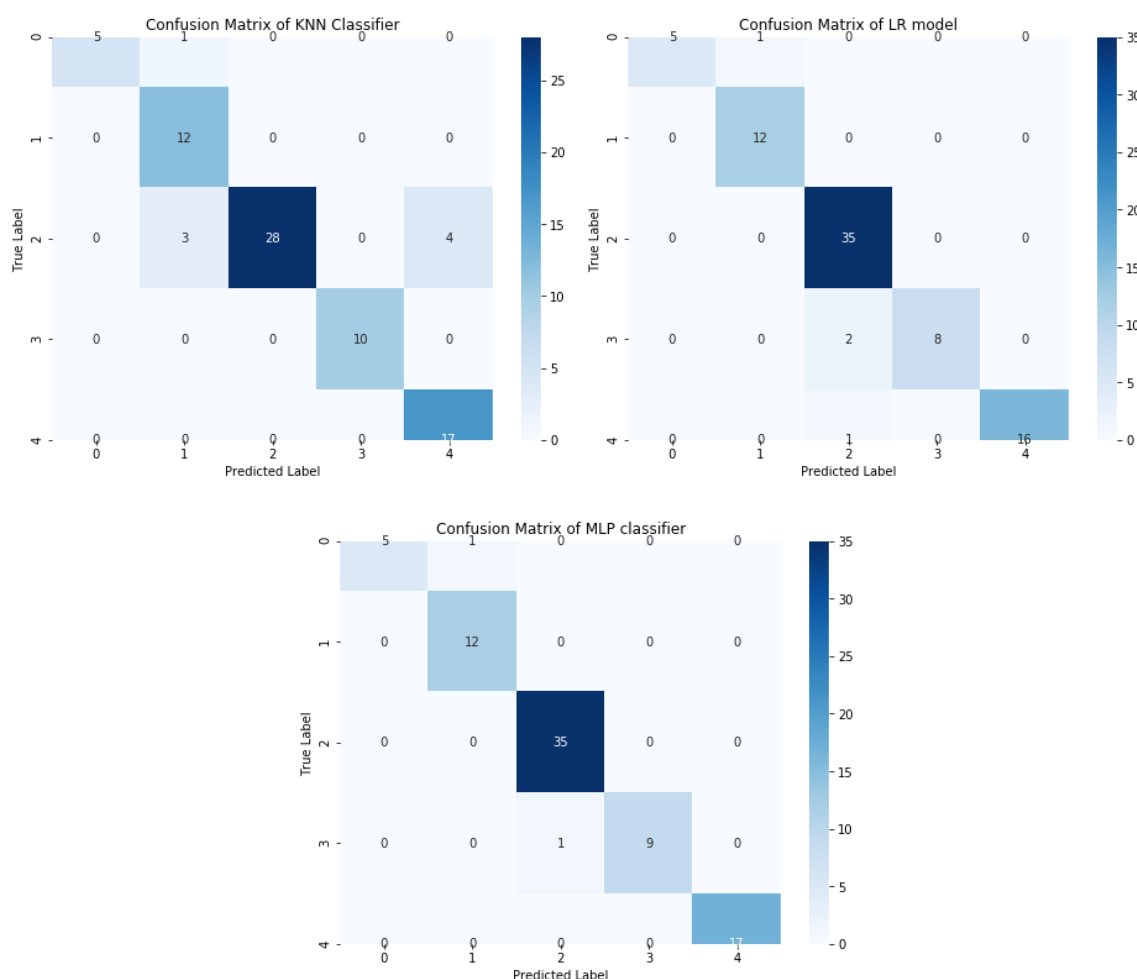 Confusion Matrix of KNN Classifier
0 5 1 0 0 0
1 0 12 0 0 0
2 0 3 28 0 4
3 0 0 0 10 0
4 0 0 0 0 17
0 1 2 3 4
True Label
Predicted Label
25
20
15
10
5
0
Confusion Matrix of LR model
0 5 1 0 0 0
1 0 12 0 0 0
2 0 0 35 0 0
3 0 0 2 8 0
4 0 0 1 0 16
0 1 2 3 4
True Label
Predicted Label
35
30
25
20
15
10
5
0
Confusion Matrix of MLP classifier
0 5 1 0 0 0
1 0 12 0 0 0
2 0 0 35 0 0
3 0 0 1 9 0
4 0 0 0 0 17
0 1 2 3 4
True Label
Predicted Label
35
30
25
20
15
10
5
0